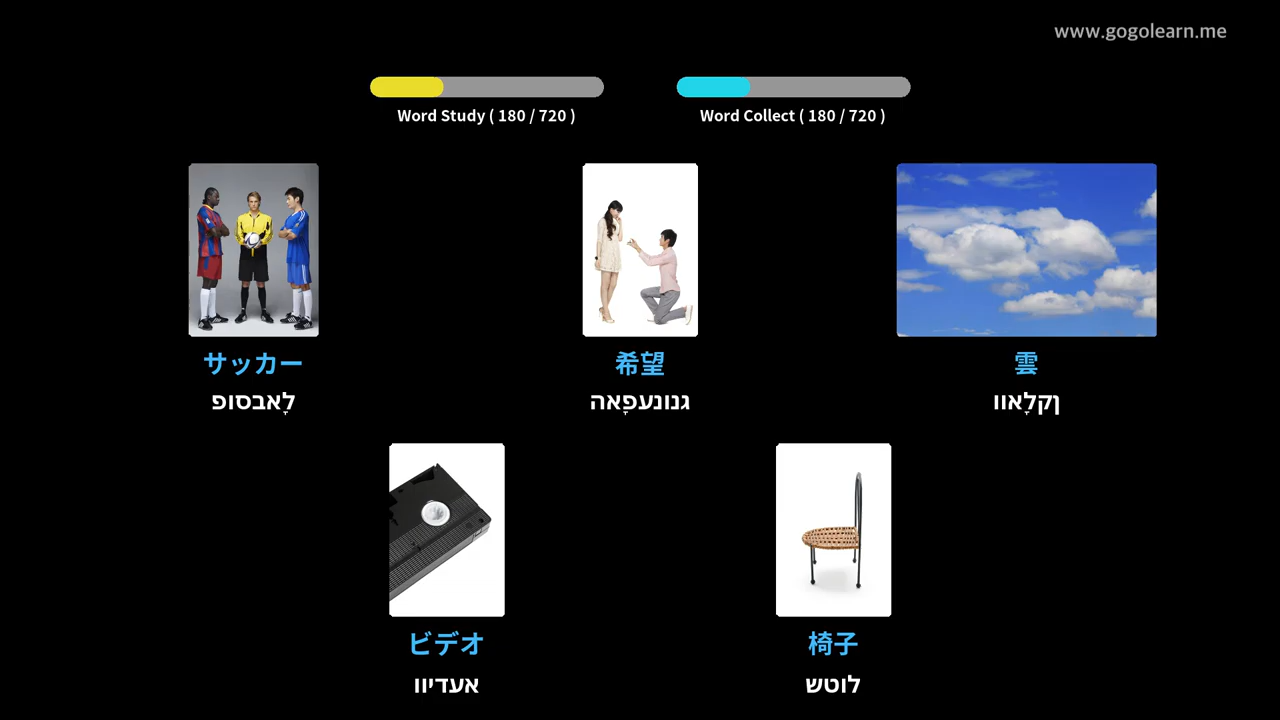 www.gogolearn.me
Word Study ( 180 / 720 )
Word Collect ( 180 / 720 )
サッカー
לָאבסופ
希望
גנונעפָאה
雲
ןקלָאוו
ビデオ
אעדיוו
椅子
לוטש